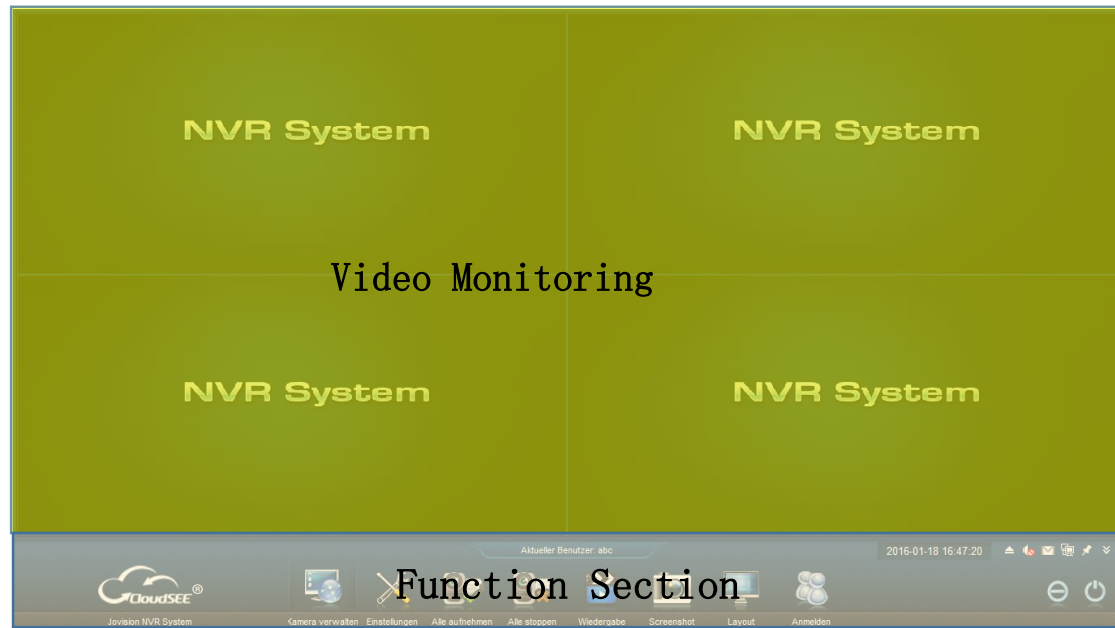 NVR System NVR System
Video Monitoring
NVR System NVR System
Aktueller Benutzer: abc
2016-01-18 16:47:20
CloudSEE®
Function Section
Jovision NVR System
Kamera verwalten Einstellungen Alle aufnehmen Alle stoppen Wiedergabe Screenshot Layout Anmelden